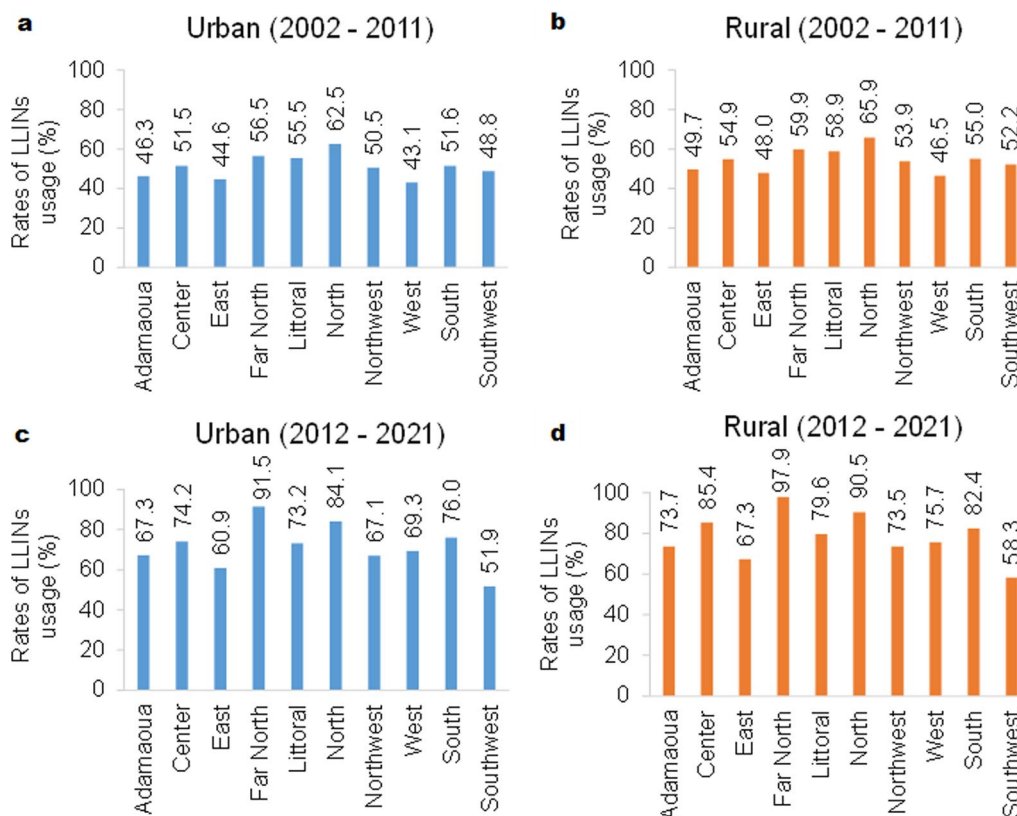 a
Urban (2002 - 2011)
Rates of LLINs
usage (%)
100
80
60
40
20
0
46.3
51.5
44.6
56.5
55.5
62.5
50.5
43.1
51.6
48.8
Adamaoua
Center
East
Far North
Littoral
North
Northwest
West
South
Southwest
b
Rural (2002 - 2011)
Rates of LLINs
usage (%)
100
80
60
40
20
0
49.7
54.9
48.0
59.9
58.9
65.9
53.9
46.5
55.0
52.2
Adamaoua
Center
East
Far North
Littoral
North
Northwest
West
South
Southwest
c
Urban (2012 - 2021)
Rates of LLINs
usage (%)
100
80
60
40
20
0
67.3
74.2
60.9
91.5
73.2
84.1
67.1
69.3
76.0
51.9
Adamaoua
Center
East
Far North
Littoral
North
Northwest
West
South
Southwest
d
Rural (2012 - 2021)
Rates of LLINs
usage (%)
100
80
60
40
20
0
73.7
85.4
67.3
97.9
79.6
90.5
73.5
75.7
82.4
58.3
Adamaoua
Center
East
Far North
Littoral
North
Northwest
West
South
Southwest